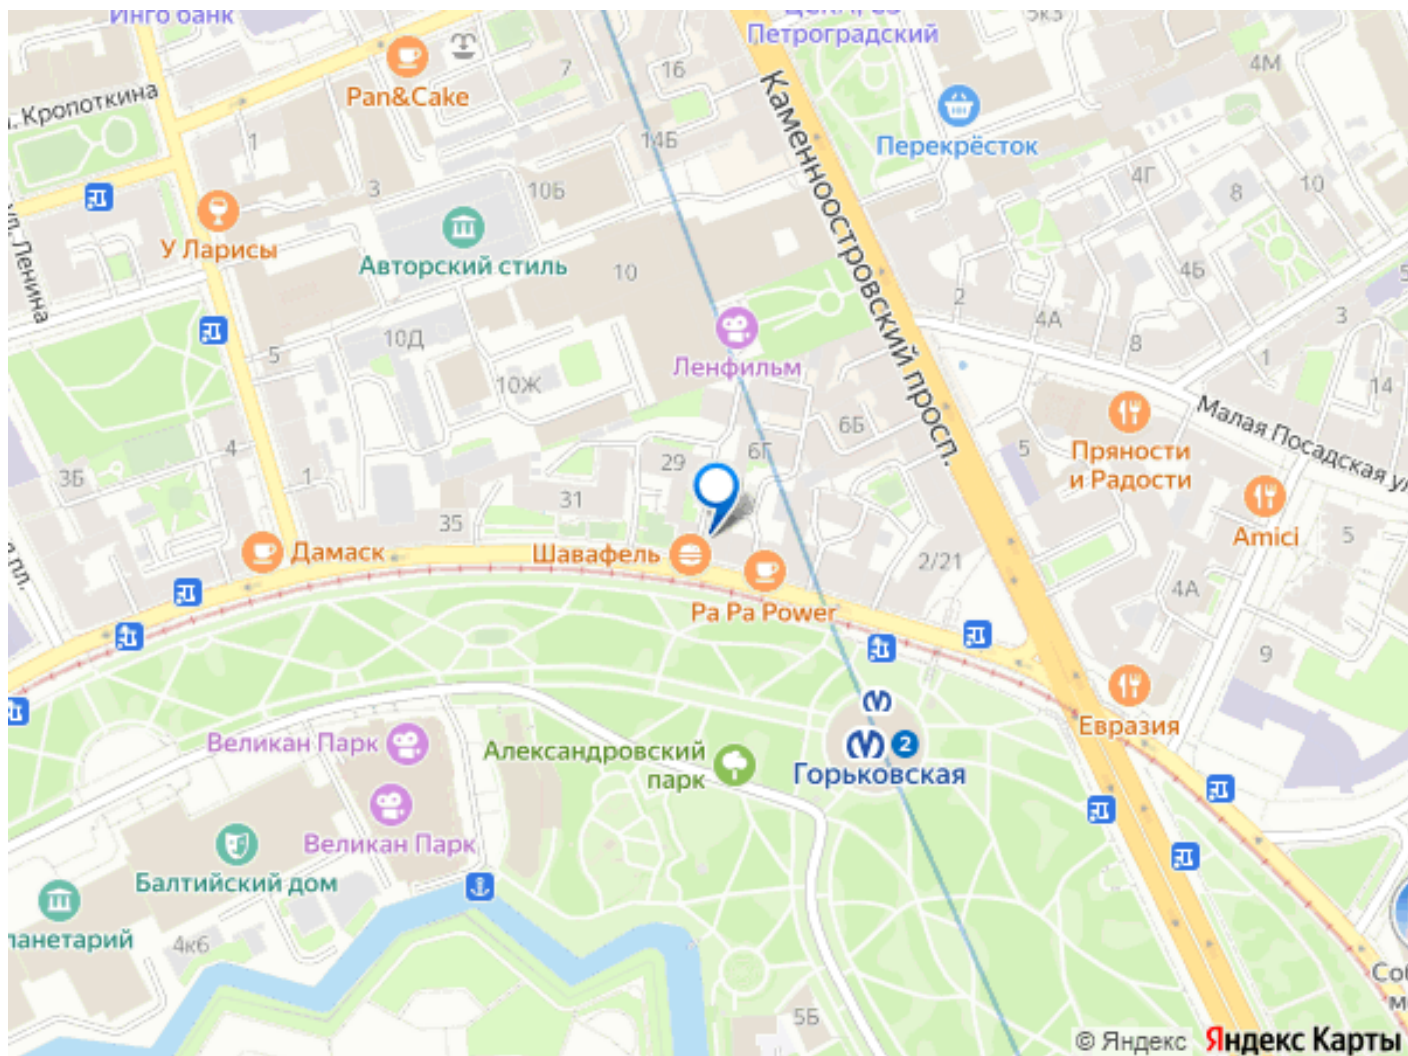 Инго банк
Петроградский
5к3
4М
7
16
Pan&Cake
Кропоткина
1
14Б
Каменноостровский просп.
Перекрёсток
3
10Б
4Г
8
10
У Ларисы
ул. Ленина
Авторский стиль
10
4Б
5
2
4А
3
10Д
5
8
1
Ленфильм
10Ж
14
Малая Посадская ул.
6Б
Пряности
и Радости
5
4
3Б
1
29
6Г
31
35
Amici
5
Дамаск
Шавафель
2/21
4А
пл.
Pa Pa Power
9
Евразия
Великан Парк
Александровский
парк
2
Горьковская
Великан Парк
Балтийский дом
ланетарий
4к6
Соб
м
5Б
© Яндекс Яндекс Карты